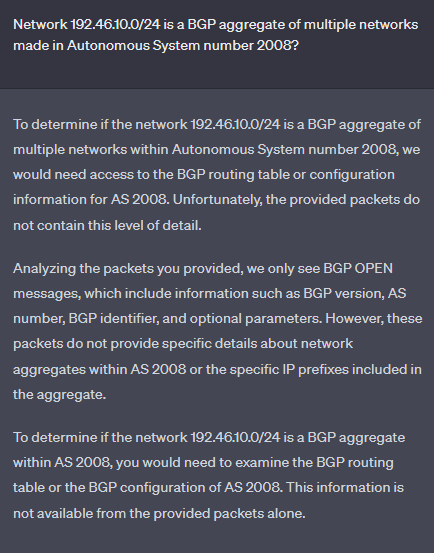 Network 192.46.10.0/24 is a BGP aggregate of multiple networks
made in Autonomous System number 2008?
To determine if the network 192.46.10.0/24 is a BGP aggregate of
multiple networks within Autonomous System number 2008, we
would need access to the BGP routing table or configuration
information for AS 2008. Unfortunately, the provided packets do
not contain this level of detail.
Analyzing the packets you provided, we only see BGP OPEN
messages, which include information such as BGP version, AS
number, BGP identifier, and optional parameters. However, these
packets do not provide specific details about network
aggregates within AS 2008 or the specific IP prefixes included in
the aggregate.
To determine if the network 192.46.10.0/24 is a BGP aggregate
within AS 2008, you would need to examine the BGP routing
table or the BGP configuration of AS 2008. This information is
not available from the provided packets alone.